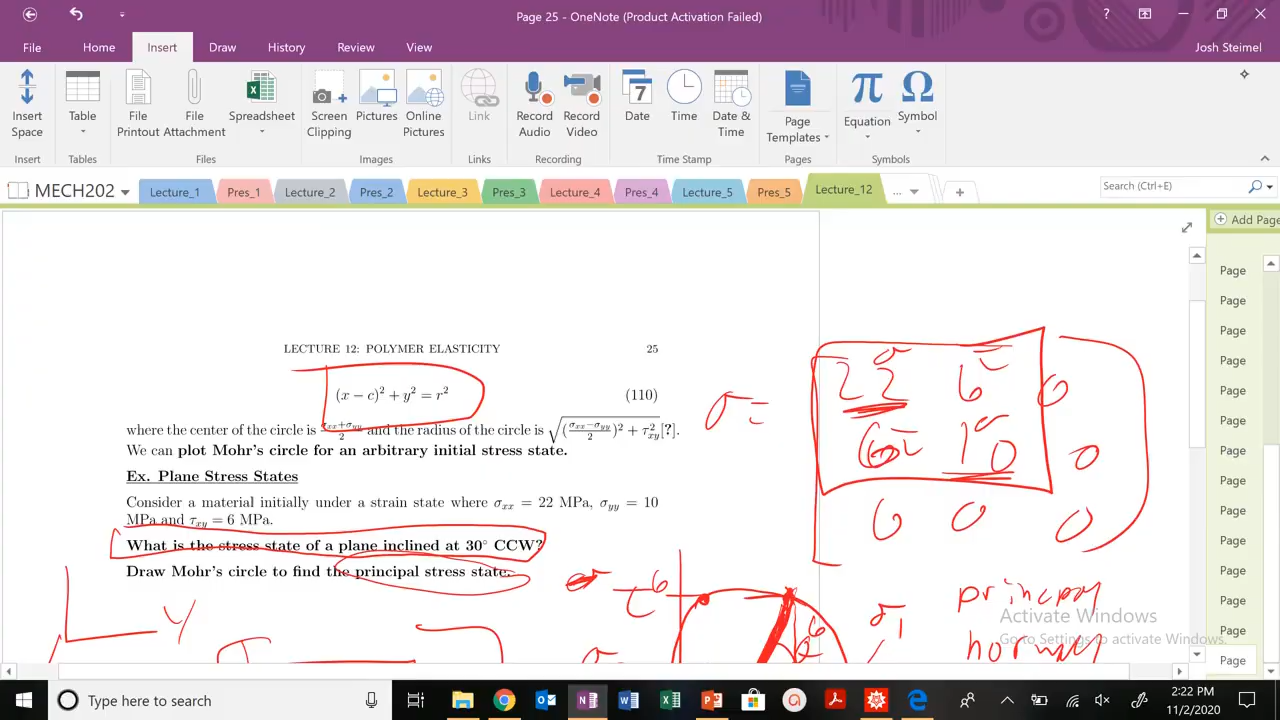 Page 25 - OneNote (Product Activation Failed)
?
File Home Insert Draw History Review View Josh Steimel
Insert Space
Table
File Printout
File Attachment
Spreadsheet
Screen Clipping
Pictures
Online Pictures
Link
Record Audio
Record Video
Date
Time
Date & Time
Page Templates
Equation
Symbol
Insert Tables Files Images Links Recording Time Stamp Pages Symbols
MECH202 Lecture_1 Pres_1 Lecture_2 Pres_2 Lecture_3 Pres_3 Lecture_4 Pres_4 Lecture_5 Pres_5 Lecture_12 ... Search (Ctrl+E)
Add Page
Page
Page
Page
Page
Page
Page
Page
Page
Page
Page
Page
Page
Page
Page
LECTURE 12: POLYMER ELASTICITY 25
(x − c)² + y² = r² (110)
where the center of the circle is (σxx+σyy)/2 and the radius of the circle is √((σxx−σyy)/2)² + τ²xy[?].
We can plot Mohr's circle for an arbitrary initial stress state.
Ex. Plane Stress States
Consider a material initially under a strain state where σxx = 22 MPa, σyy = 10
MPa and τxy = 6 MPa.
What is the stress state of a plane inclined at 30° CCW?
Draw Mohr's circle to find the principal stress state.
σ =
22 σ 6 τ 0
6 τ 10 σ 0
0 0 0
τ 6
y
6
σ1
principal
normal
Activate Windows
Go to Settings to activate Windows.
Type here to search
2:22 PM
11/2/2020